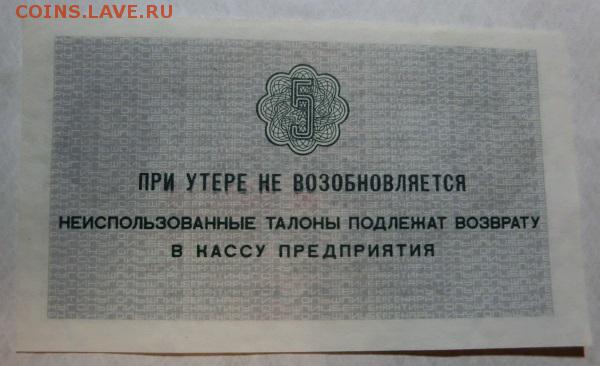 COINS.LAVE.RU
5
ПРИ УТЕРЕ НЕ ВОЗОБНОВЛЯЕТСЯ
НЕИСПОЛЬЗОВАННЫЕ ТАЛОНЫ ПОДЛЕЖАТ ВОЗВРАТУ
В КАССУ ПРЕДПРИЯТИЯ